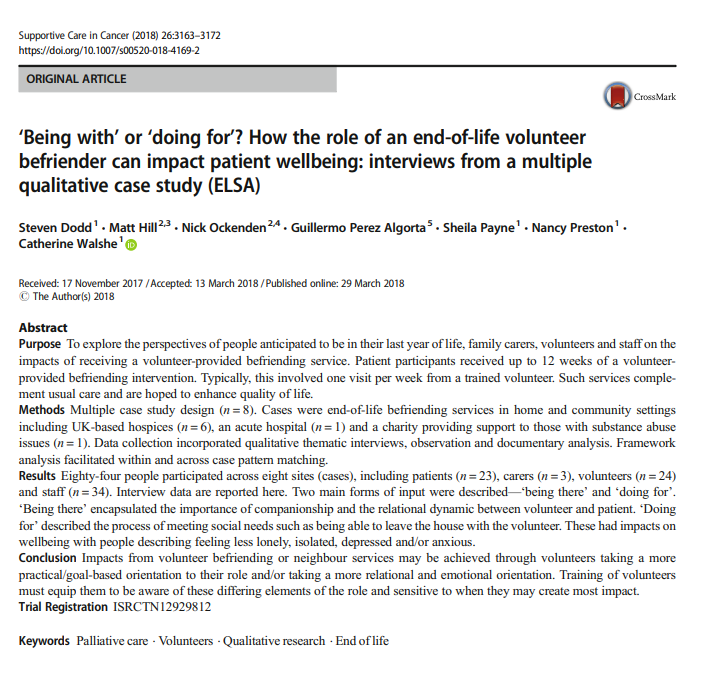 Supportive Care in Cancer (2018) 26:3163–3172
https://doi.org/10.1007/s00520-018-4169-2
ORIGINAL ARTICLE
CrossMark
‘Being with’ or ‘doing for’? How the role of an end-of-life volunteer
befriender can impact patient wellbeing: interviews from a multiple
qualitative case study (ELSA)
Steven Dodd 1 · Matt Hill 2,3 · Nick Ockenden 2,4 · Guillermo Perez Algorta 5 · Sheila Payne 1 · Nancy Preston 1 ·
Catherine Walshe 1 iD
Received: 17 November 2017 / Accepted: 13 March 2018 / Published online: 29 March 2018
© The Author(s) 2018
Abstract
Purpose To explore the perspectives of people anticipated to be in their last year of life, family carers, volunteers and staff on the
impacts of receiving a volunteer-provided befriending service. Patient participants received up to 12 weeks of a volunteer-
provided befriending intervention. Typically, this involved one visit per week from a trained volunteer. Such services comple-
ment usual care and are hoped to enhance quality of life.
Methods Multiple case study design (n = 8). Cases were end-of-life befriending services in home and community settings
including UK-based hospices (n = 6), an acute hospital (n = 1) and a charity providing support to those with substance abuse
issues (n = 1). Data collection incorporated qualitative thematic interviews, observation and documentary analysis. Framework
analysis facilitated within and across case pattern matching.
Results Eighty-four people participated across eight sites (cases), including patients (n = 23), carers (n = 3), volunteers (n = 24)
and staff (n = 34). Interview data are reported here. Two main forms of input were described—‘being there’ and ‘doing for’.
‘Being there’ encapsulated the importance of companionship and the relational dynamic between volunteer and patient. ‘Doing
for’ described the process of meeting social needs such as being able to leave the house with the volunteer. These had impacts on
wellbeing with people describing feeling less lonely, isolated, depressed and/or anxious.
Conclusion Impacts from volunteer befriending or neighbour services may be achieved through volunteers taking a more
practical/goal-based orientation to their role and/or taking a more relational and emotional orientation. Training of volunteers
must equip them to be aware of these differing elements of the role and sensitive to when they may create most impact.
Trial Registration ISRCTN12929812
Keywords Palliative care · Volunteers · Qualitative research · End of life